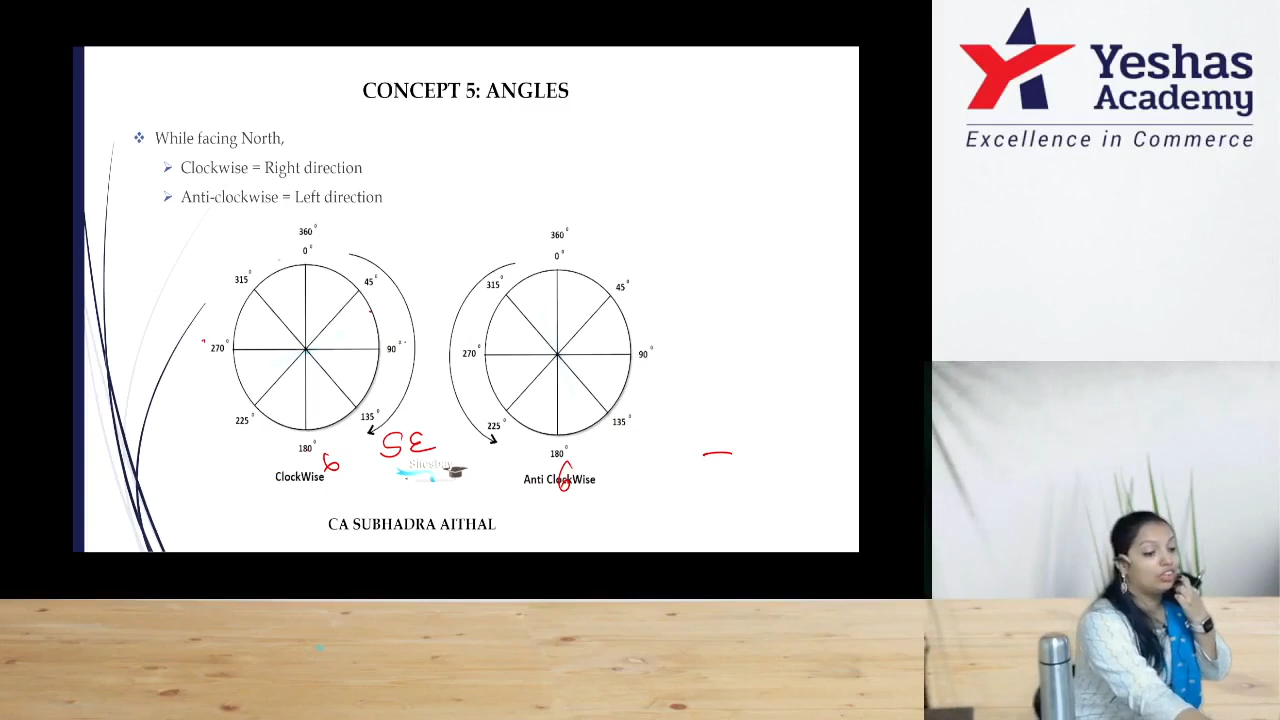 CONCEPT 5: ANGLES
While facing North,
Clockwise = Right direction
Anti-clockwise = Left direction
360°
0°
315°
45°
270°
90°
225°
135°
180°
ClockWise
SE
360°
0°
315°
45°
270°
90°
225°
135°
180°
Anti ClockWise
CA SUBHADRA AITHAL
Yeshas
Academy
Excellence in Commerce